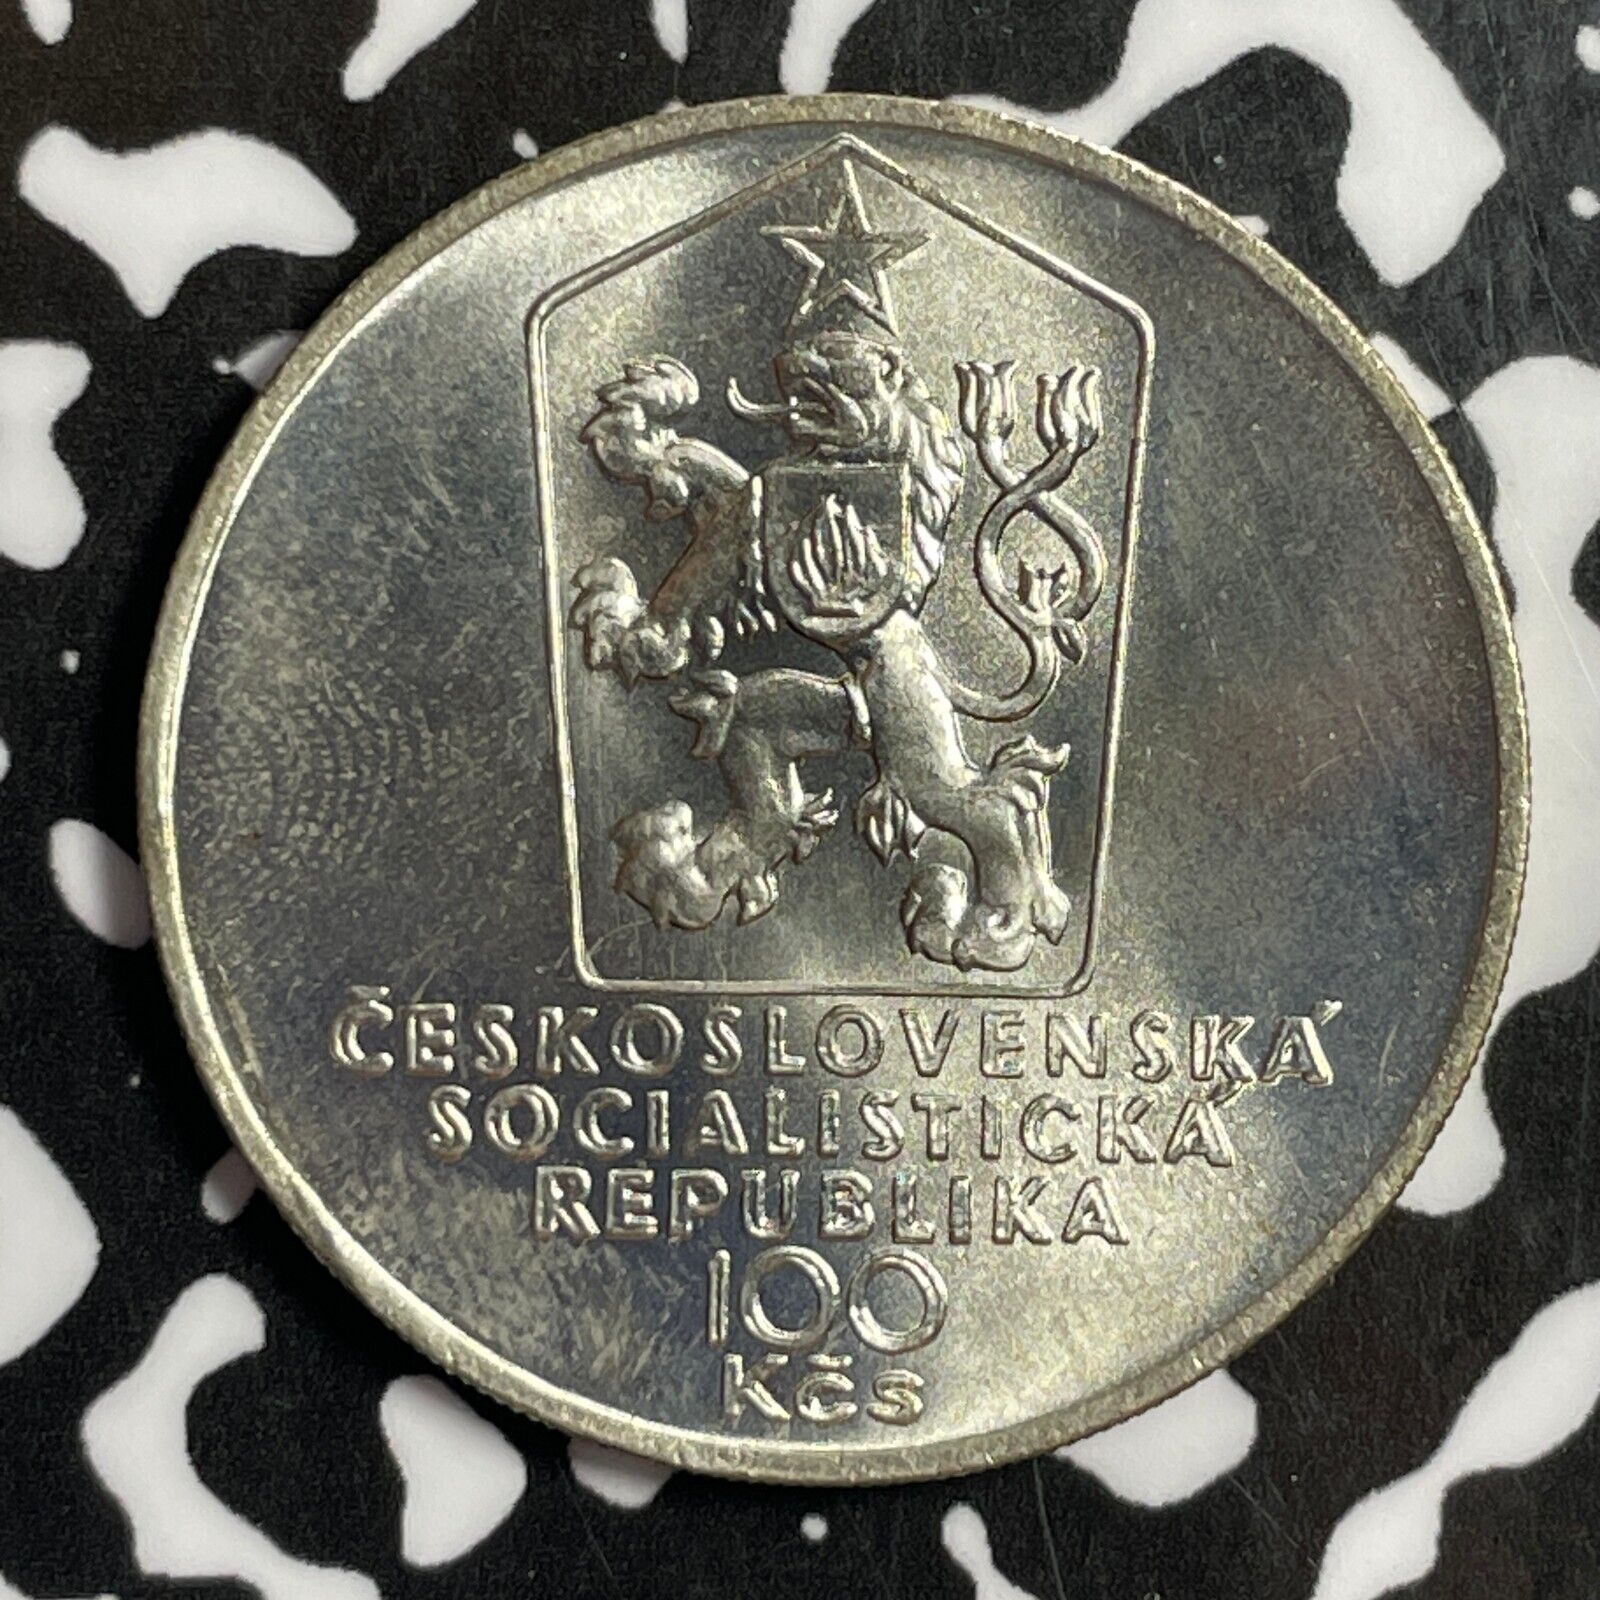 ČESKOSLOVENSKÁ
SOCIALISTICKÁ
REPUBLIKA
100
Kčs